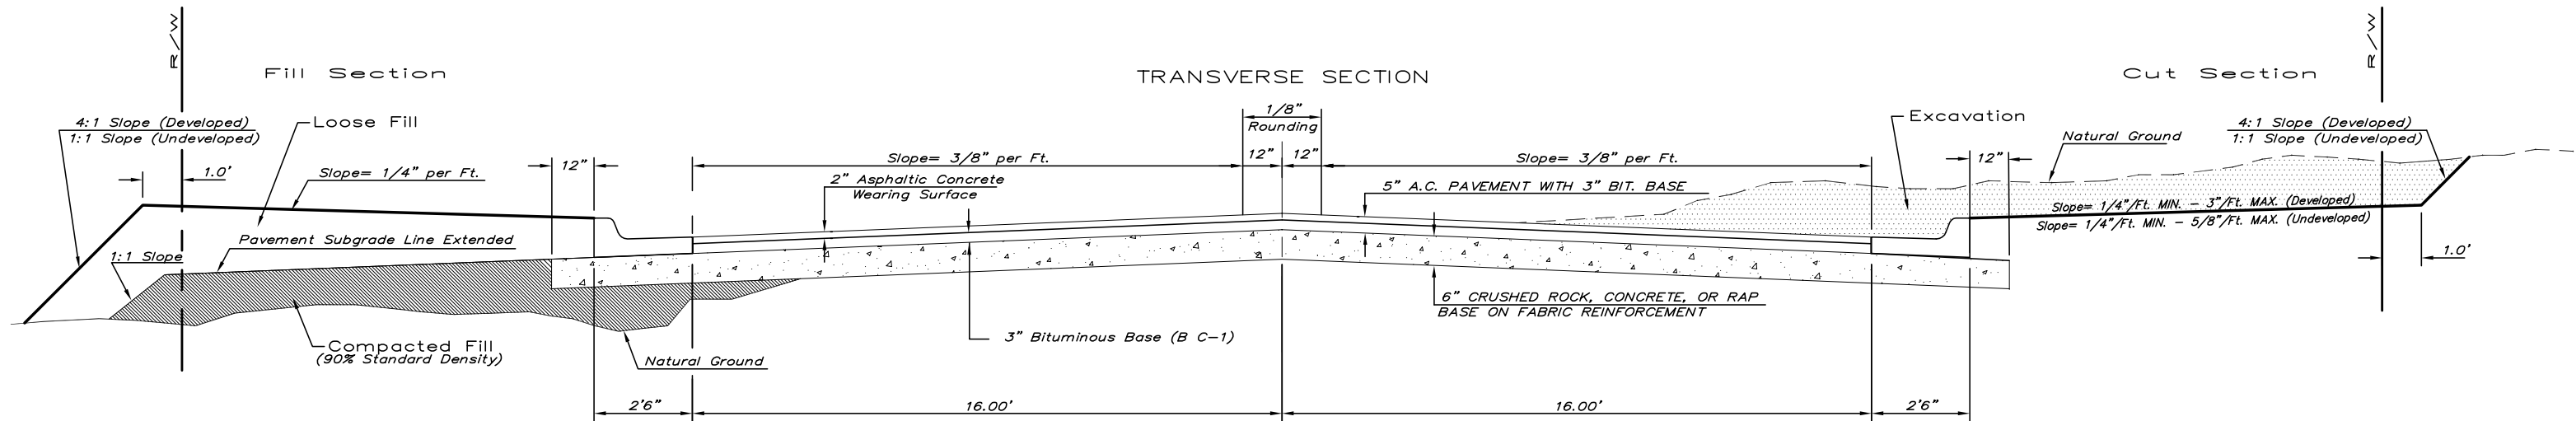 R/W
R/W
Fill Section
TRANSVERSE SECTION
Cut Section
1/8"
Rounding
4:1 Slope (Developed)
1:1 Slope (Undeveloped)
Loose Fill
Excavation
4:1 Slope (Developed)
1:1 Slope (Undeveloped)
Natural Ground
12"
Slope= 3/8" per Ft.
12"
12"
Slope= 3/8" per Ft.
12"
1.0'
Slope= 1/4" per Ft.
2" Asphaltic Concrete
Wearing Surface
5" A.C. PAVEMENT WITH 3" BIT. BASE
Slope= 1/4"/Ft. MIN. - 3"/Ft. MAX. (Developed)
Slope= 1/4"/Ft. MIN. - 5/8"/Ft. MAX. (Undeveloped)
Pavement Subgrade Line Extended
1:1 Slope
1.0'
6" CRUSHED ROCK, CONCRETE, OR RAP
BASE ON FABRIC REINFORCEMENT
3" Bituminous Base (B C-1)
Compacted Fill
(90% Standard Density)
Natural Ground
2'6"
16.00'
16.00'
2'6"